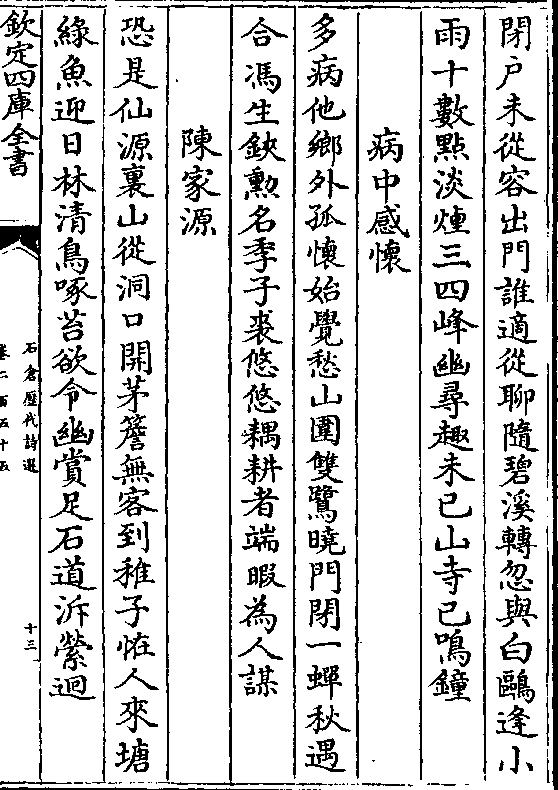 閉户未從容出門誰適從聊隨碧溪轉忽與白鷗逢小
雨十數點淡煙三四峰幽尋趣未已山寺已鳴鐘
病中感懷
多病他鄉外孤懷始覺愁山圍雙鷺曉門閉一蟬秋遇
合馮生鋏勲名季子裘悠悠耦耕者端暇為人謀
陳家源
恐是仙源裏山從洞口開茅簷無客到稚子怪人來塘
綠魚迎日林清鳥啄苔欲令幽賞足石道泝縈迴
欽定四庫全書
石倉歷代詩選
卷二百五十五
十三